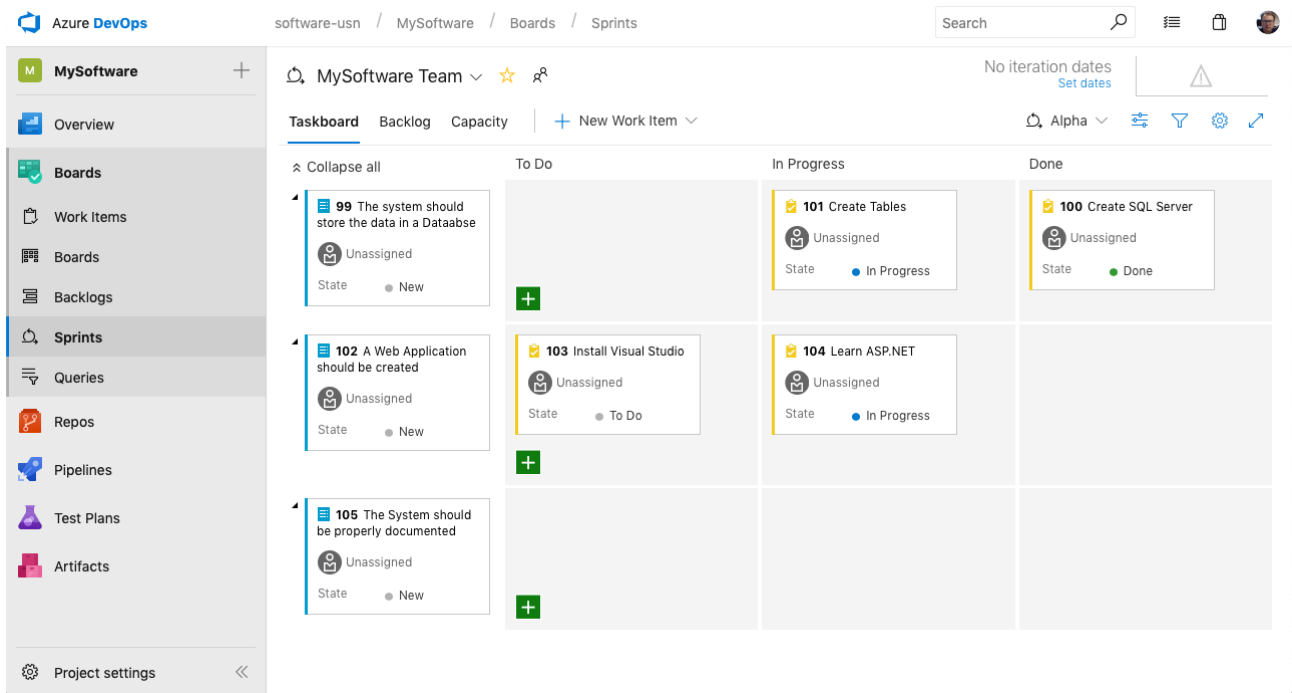 Azure DevOps
software-usn / MySoftware / Boards / Sprints
Search
M MySoftware
Overview
Boards
Work Items
Boards
Backlogs
Sprints
Queries
Repos
Pipelines
Test Plans
Artifacts
Project settings
MySoftware Team
No iteration dates
Set dates
Taskboard Backlog Capacity New Work Item
Alpha
Collapse all
To Do
In Progress
Done
99 The system should
store the data in a Dataabse
Unassigned
State New
101 Create Tables
Unassigned
State In Progress
100 Create SQL Server
Unassigned
State Done
102 A Web Application
should be created
Unassigned
State New
103 Install Visual Studio
Unassigned
State To Do
104 Learn ASP.NET
Unassigned
State In Progress
105 The System should
be properly documented
Unassigned
State New